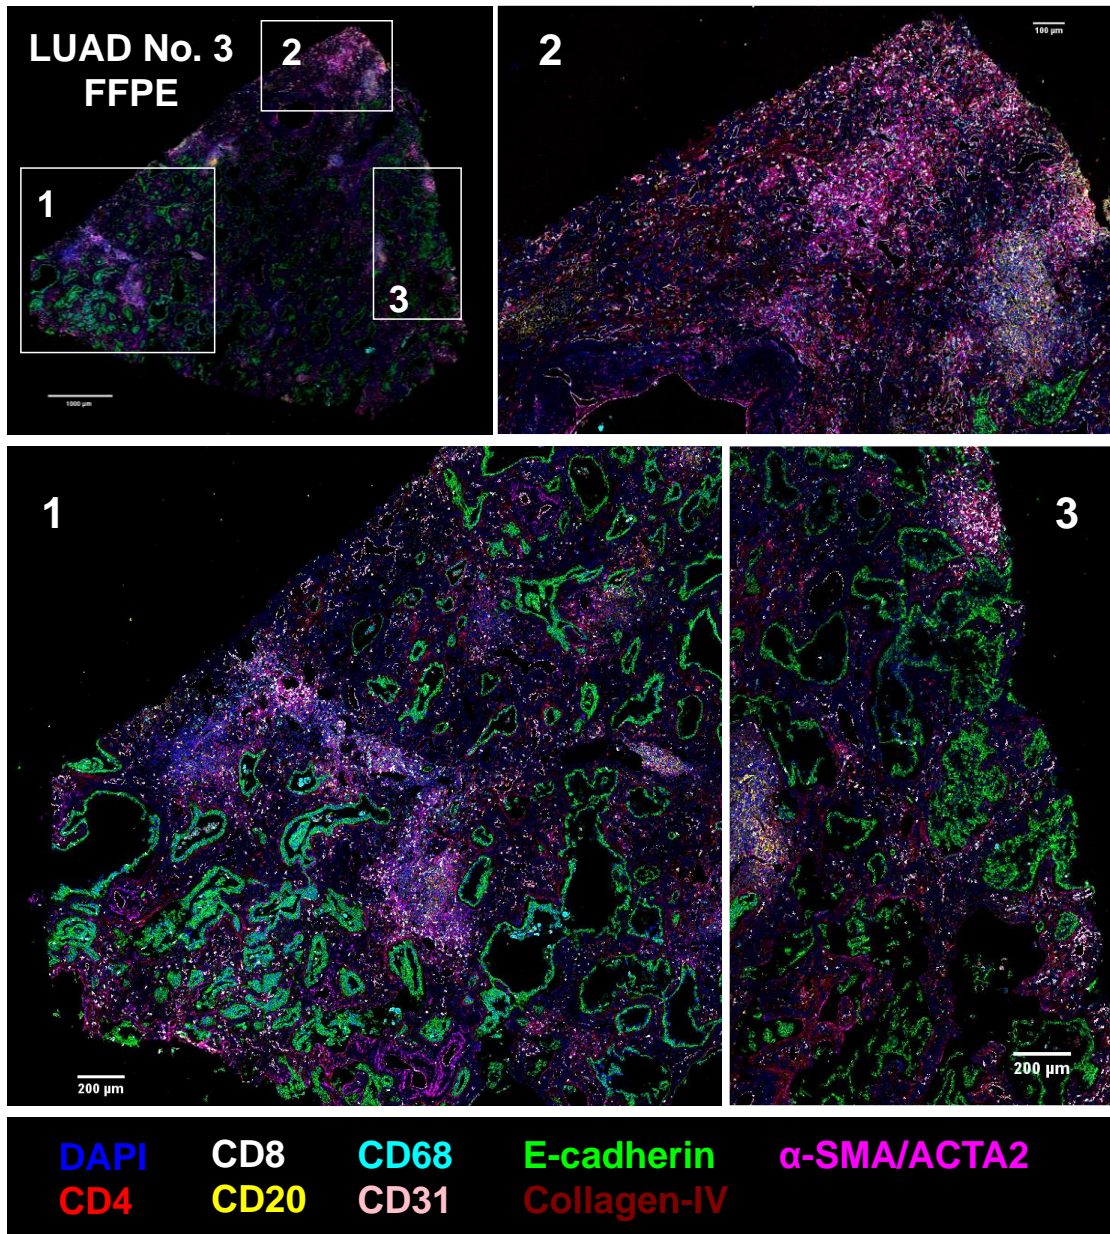 LUAD No. 3
FFPE
2
1
3
1000 µm
2
100 µm
1
200 µm
3
200 µm
DAPI
CD8
CD68
E-cadherin
α-SMA/ACTA2
CD4
CD20
CD31
Collagen-IV